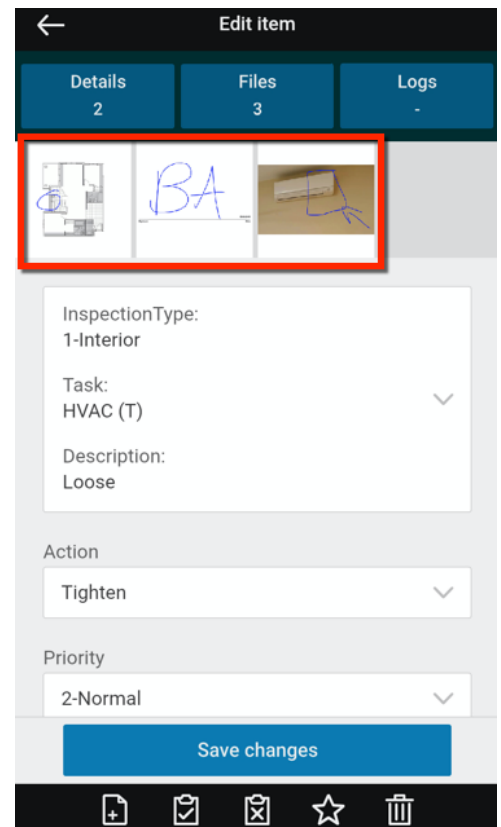 Edit item
Details
2
Files
3
Logs
-
BA
InspectionType:
1-Interior
Task:
HVAC (T)
Description:
Loose
Action
Tighten
Priority
2-Normal
Save changes